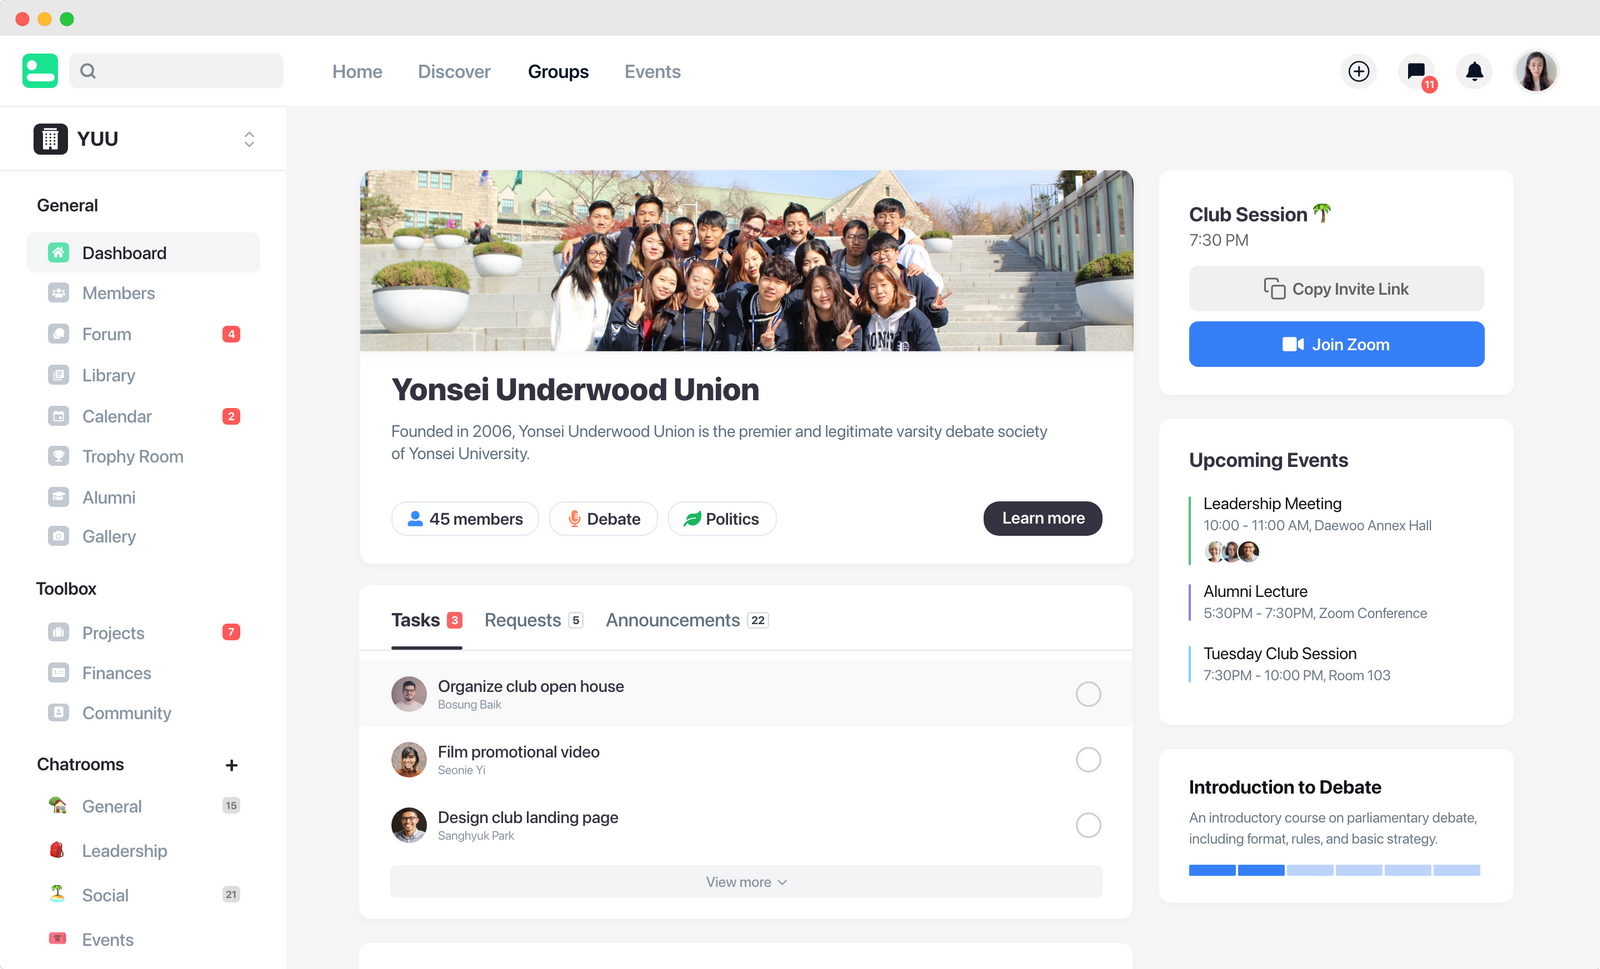 Home
Discover
Groups
Events
11
YUU
General
Dashboard
Members
Forum 4
Library
Calendar 2
Trophy Room
Alumni
Gallery
Toolbox
Projects 7
Finances
Community
Chatrooms +
General 15
Leadership
Social 21
Events
Yonsei Underwood Union
Founded in 2006, Yonsei Underwood Union is the premier and legitimate varsity debate society
of Yonsei University.
45 members
Debate
Politics
Learn more
Tasks 3
Requests 5
Announcements 22
Organize club open house
Bosung Baik
Film promotional video
Seonie Yi
Design club landing page
Sanghyuk Park
View more
Club Session
7:30 PM
Copy Invite Link
Join Zoom
Upcoming Events
Leadership Meeting
10:00 - 11:00 AM, Daewoo Annex Hall
Alumni Lecture
5:30PM - 7:30PM, Zoom Conference
Tuesday Club Session
7:30PM - 10:00 PM, Room 103
Introduction to Debate
An introductory course on parliamentary debate,
including format, rules, and basic strategy.